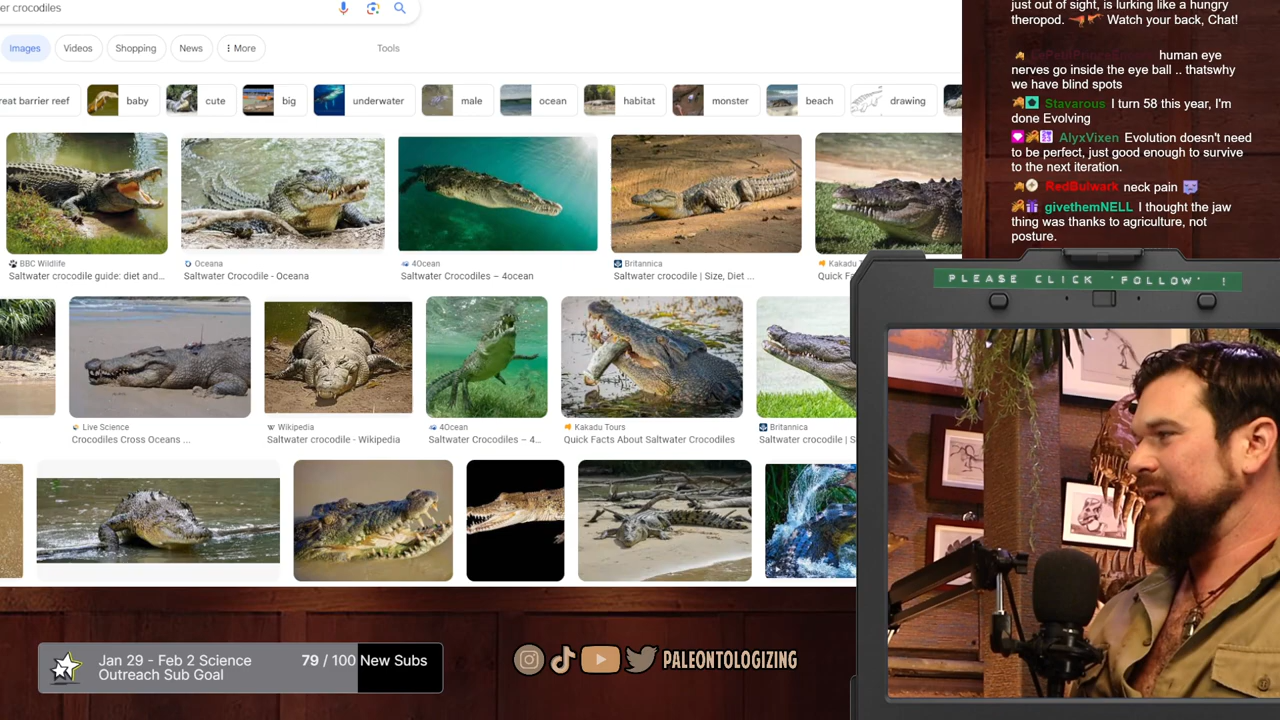 er crocodiles
Images
Videos
Shopping
News
More
Tools
reat barrier reef
baby
cute
big
underwater
male
ocean
habitat
monster
beach
drawing
BBC Wildlife
Saltwater crocodile guide: diet and...
Oceana
Saltwater Crocodile - Oceana
4Ocean
Saltwater Crocodiles – 4ocean
Britannica
Saltwater crocodile | Size, Diet ...
Kakadu
Quick Fa
Live Science
Crocodiles Cross Oceans ...
Wikipedia
Saltwater crocodile - Wikipedia
4Ocean
Saltwater Crocodiles – 4...
Kakadu Tours
Quick Facts About Saltwater Crocodiles
Britannica
Saltwater crocodile | S
just out of sight, is lurking like a hungry
theropod. Watch your back, Chat!
human eye
nerves go inside the eye ball .. thatswhy
we have blind spots
Stavarous I turn 58 this year, I'm
done Evolving
AlyxVixen Evolution doesn't need
to be perfect, just good enough to survive
to the next iteration.
RedBulwark neck pain
givethemNELL I thought the jaw
thing was thanks to agriculture, not
posture.
PLEASE CLICK 'FOLLOW' !
Jan 29 - Feb 2 Science
Outreach Sub Goal
79 / 100 New Subs
PALEONTOLOGIZING